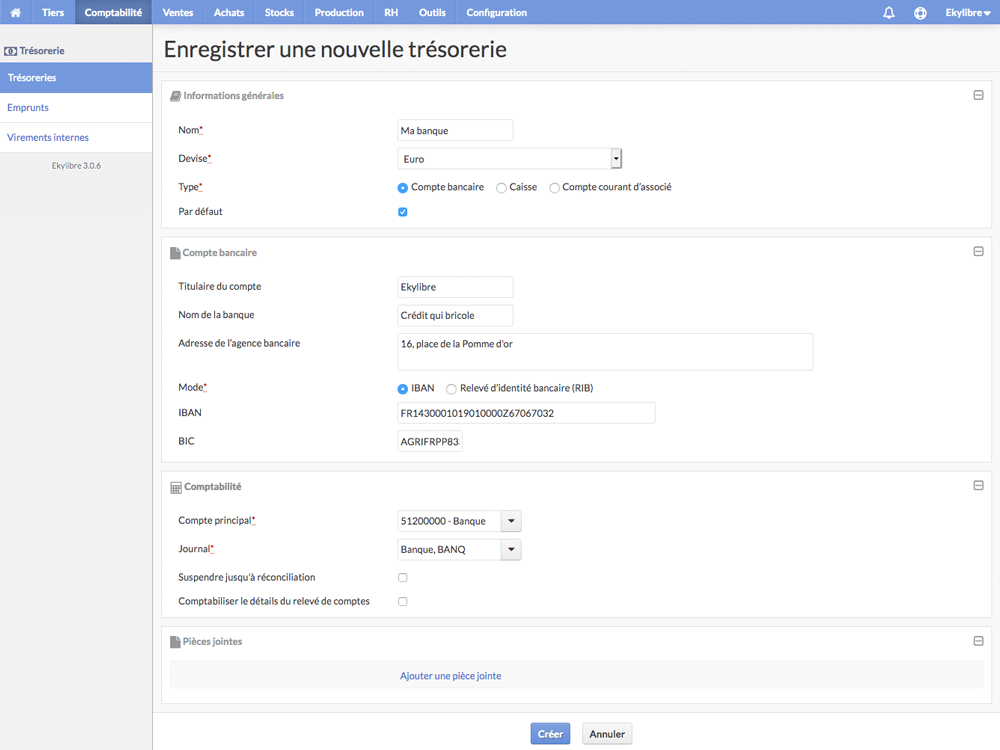 Tiers Comptabilité Ventes Achats Stocks Production RH Outils Configuration Ekylibre
Trésorerie
Trésoreries
Emprunts
Virements internes
Ekylibre 3.0.6
Enregistrer une nouvelle trésorerie
Informations générales
Nom* Ma banque
Devise* Euro
Type* Compte bancaire Caisse Compte courant d'associé
Par défaut
Compte bancaire
Titulaire du compte Ekylibre
Nom de la banque Crédit qui bricole
Adresse de l'agence bancaire 16, place de la Pomme d'or
Mode* IBAN Relevé d'identité bancaire (RIB)
IBAN FR1430001019010000Z67067032
BIC AGRIFRPP83
Comptabilité
Compte principal* 51200000 - Banque
Journal* Banque, BANQ
Suspendre jusqu'à réconciliation
Comptabiliser le détails du relevé de comptes
Pièces jointes
Ajouter une pièce jointe
Créer Annuler